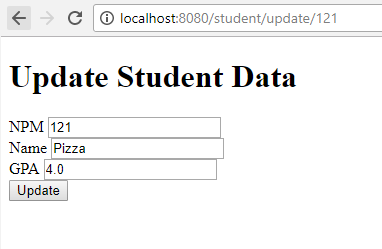 localhost:8080/student/update/121
Update Student Data
NPM 121
Name Pizza
GPA 4.0
Update